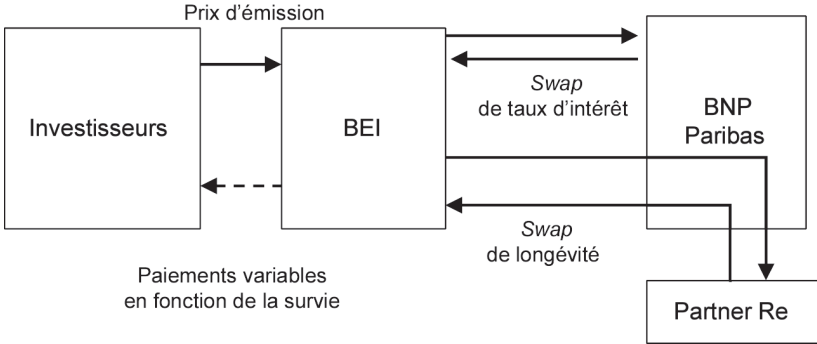 Prix d'émission
Investisseurs
BEI
Swap
de taux d'intérêt
BNP
Paribas
Swap
de longévité
Paiements variables
en fonction de la survie
Partner Re